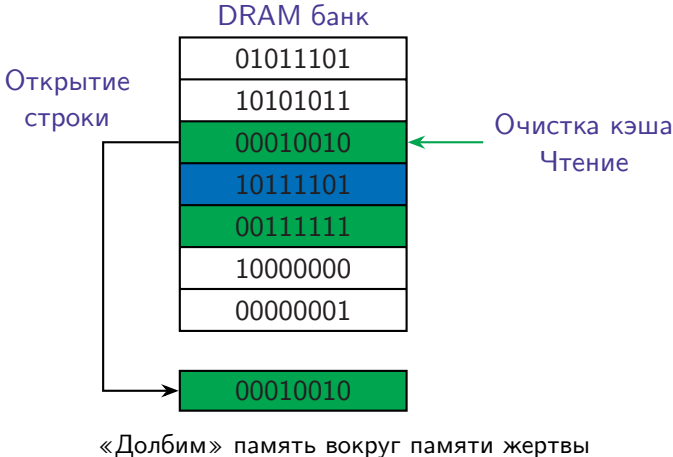 DRAM банк
Открытие
строки
01011101
10101011
00010010
10111101
00111111
10000000
00000001
Очистка кэша
Чтение
00010010
«Долбим» память вокруг памяти жертвы